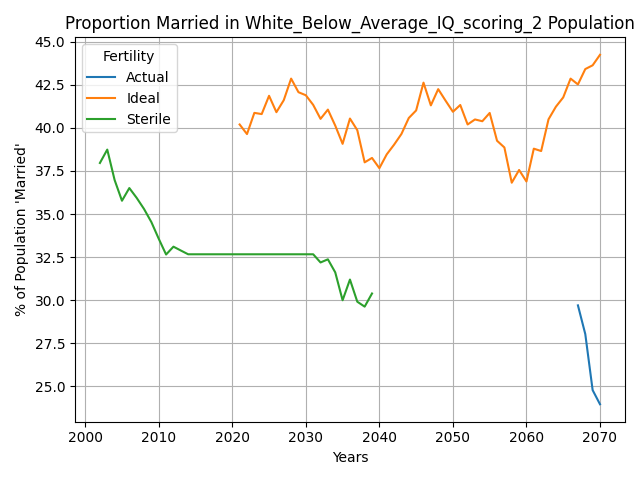 Proportion Married in White_Below_Average_IQ_scoring_2 Population
% of Population 'Married'
45.0
42.5
40.0
37.5
35.0
32.5
30.0
27.5
25.0
Fertility
Actual
Ideal
Sterile
2000 2010 2020 2030 2040 2050 2060 2070
Years